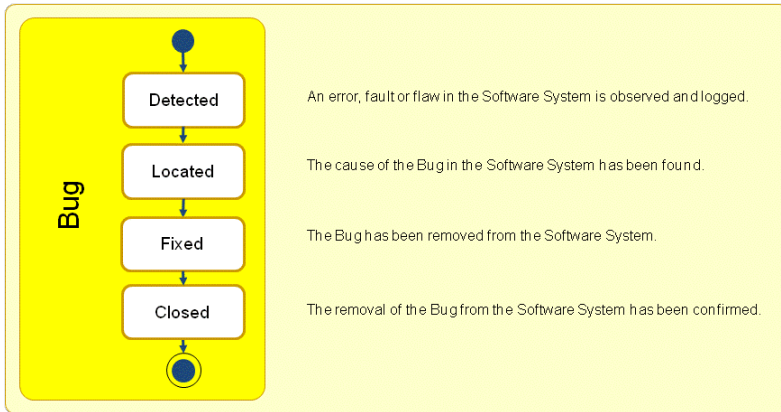 Bug
Detected
An error, fault or flaw in the Software System is observed and logged.
Located
The cause of the Bug in the Software System has been found.
Fixed
The Bug has been removed from the Software System.
Closed
The removal of the Bug from the Software System has been confirmed.